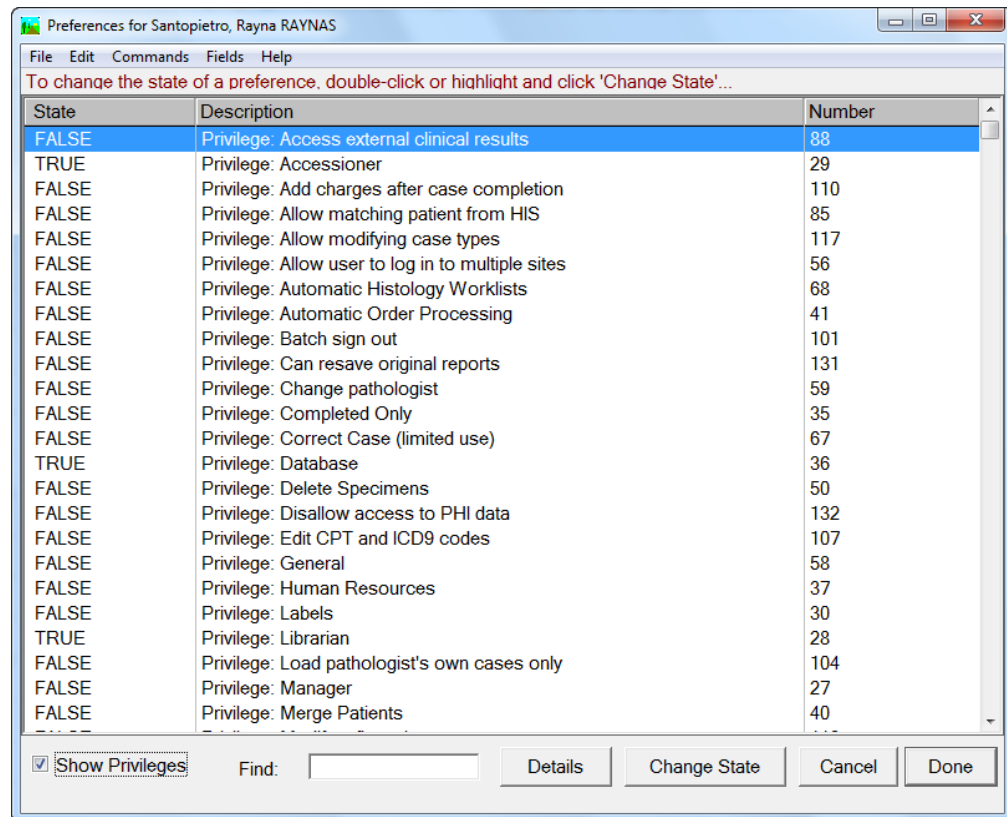 Preferences for Santopietro, Rayna RAYNAS
File Edit Commands Fields Help
To change the state of a preference, double-click or highlight and click 'Change State'...
State Description Number
FALSE Privilege: Access external clinical results 88
TRUE Privilege: Accessioner 29
FALSE Privilege: Add charges after case completion 110
FALSE Privilege: Allow matching patient from HIS 85
FALSE Privilege: Allow modifying case types 117
FALSE Privilege: Allow user to log in to multiple sites 56
FALSE Privilege: Automatic Histology Worklists 68
FALSE Privilege: Automatic Order Processing 41
FALSE Privilege: Batch sign out 101
FALSE Privilege: Can resave original reports 131
FALSE Privilege: Change pathologist 59
FALSE Privilege: Completed Only 35
FALSE Privilege: Correct Case (limited use) 67
TRUE Privilege: Database 36
FALSE Privilege: Delete Specimens 50
FALSE Privilege: Disallow access to PHI data 132
FALSE Privilege: Edit CPT and ICD9 codes 107
FALSE Privilege: General 58
FALSE Privilege: Human Resources 37
FALSE Privilege: Labels 30
TRUE Privilege: Librarian 28
FALSE Privilege: Load pathologist's own cases only 104
FALSE Privilege: Manager 27
FALSE Privilege: Merge Patients 40
Show Privileges Find: Details Change State Cancel Done